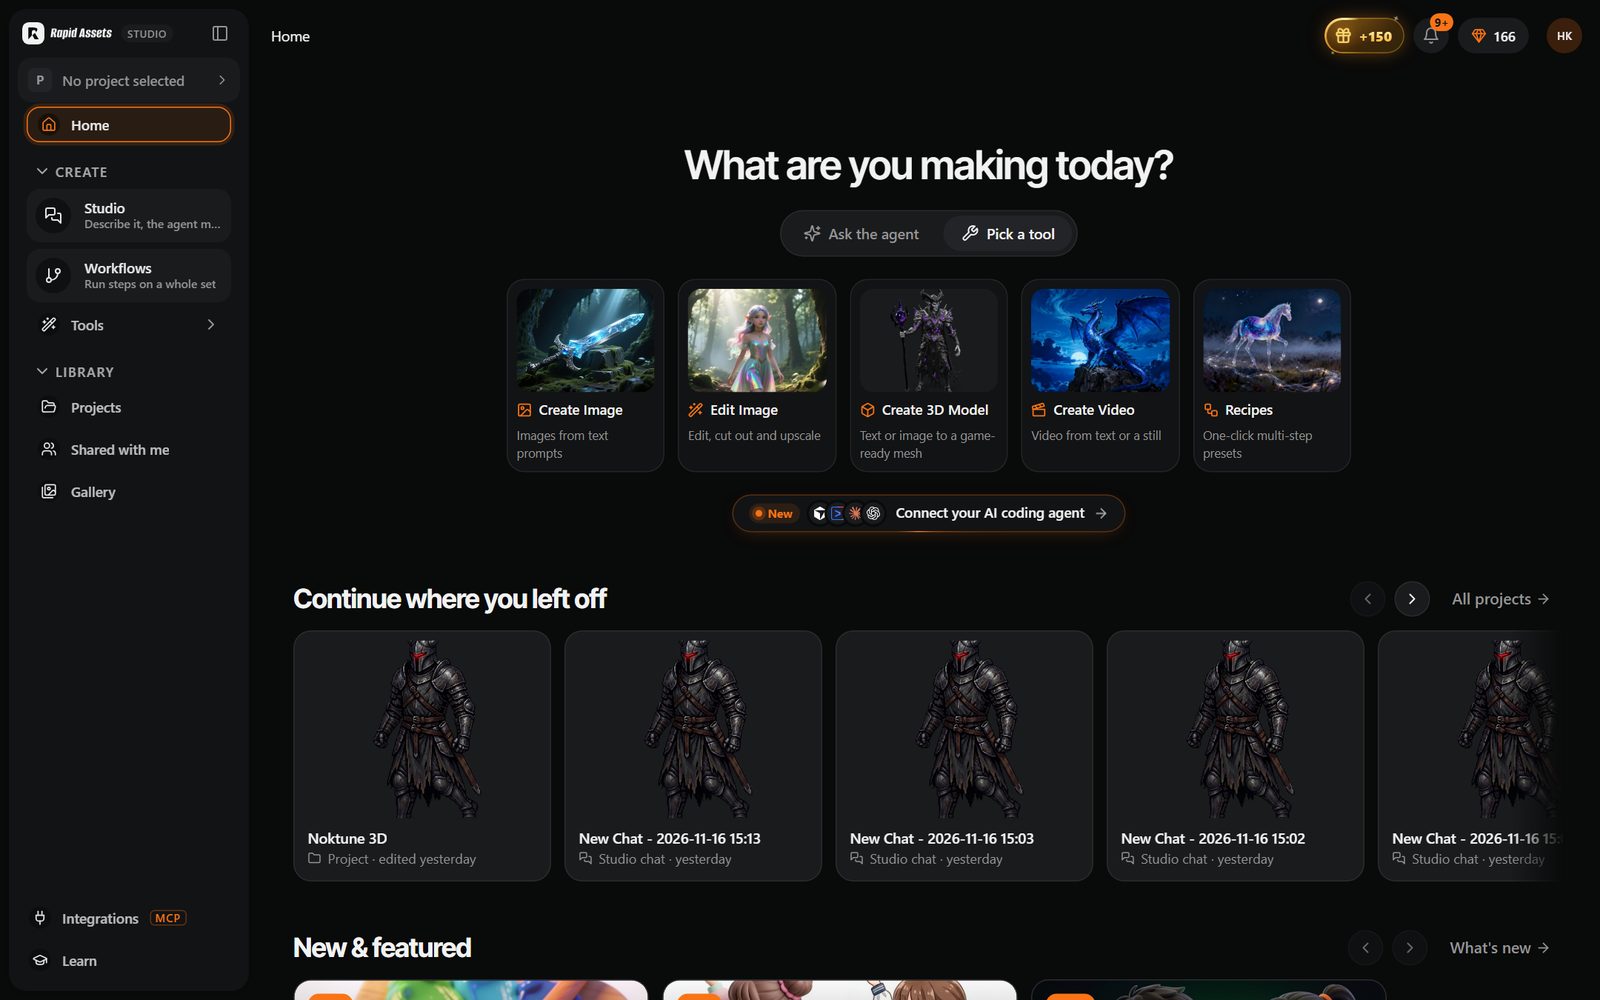 Rapid Assets STUDIO
Home
+150
9+
166
HK
P No project selected
Home
CREATE
Studio
Describe it, the agent m...
Workflows
Run steps on a whole set
Tools
LIBRARY
Projects
Shared with me
Gallery
Integrations MCP
Learn
What are you making today?
Ask the agent
Pick a tool
Create Image
Images from text
prompts
Edit Image
Edit, cut out and upscale
Create 3D Model
Text or image to a game-
ready mesh
Create Video
Video from text or a still
Recipes
One-click multi-step
presets
New
Connect your AI coding agent
Continue where you left off
All projects
Noktune 3D
Project · edited yesterday
New Chat - 2026-11-16 15:13
Studio chat · yesterday
New Chat - 2026-11-16 15:03
Studio chat · yesterday
New Chat - 2026-11-16 15:02
Studio chat · yesterday
New Chat - 2026-11-16
Studio chat · yesterday
New & featured
What's new